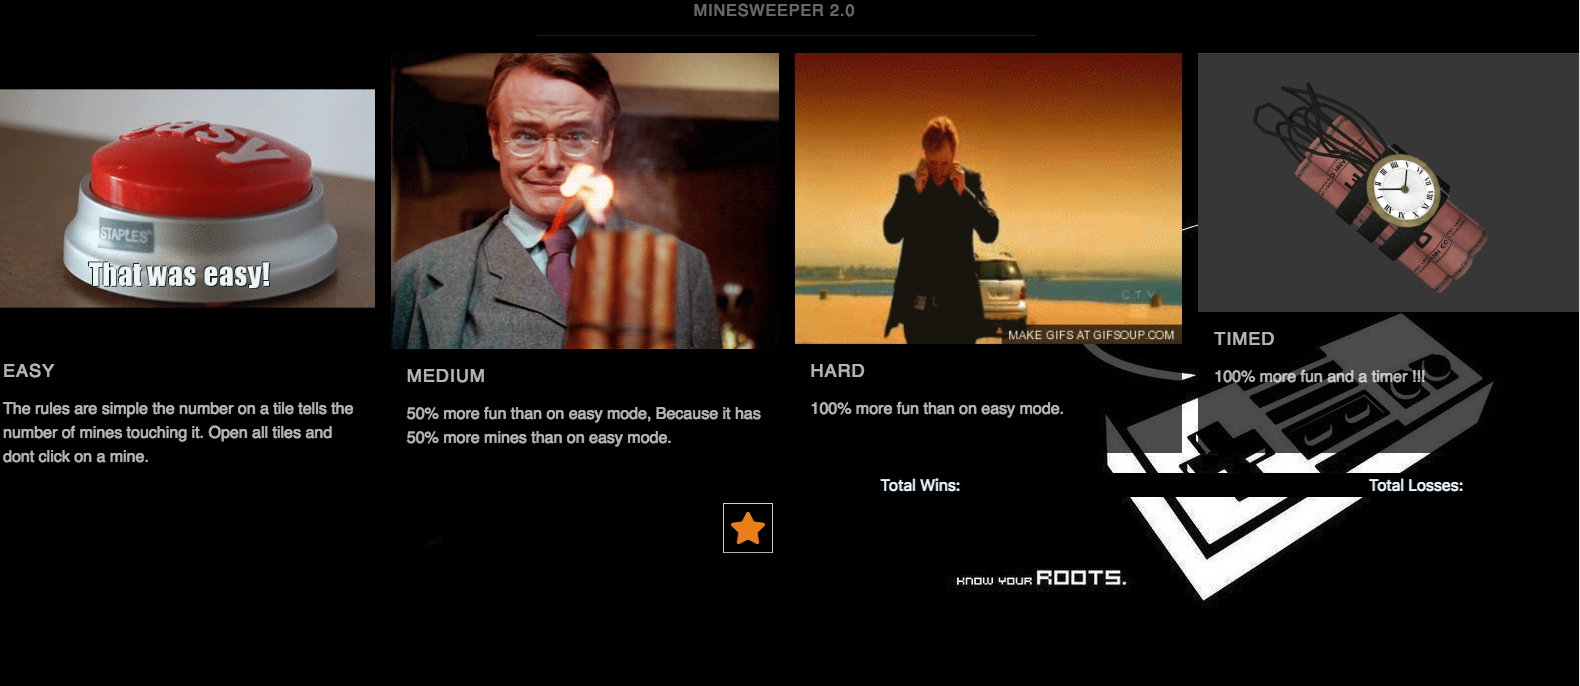 MINESWEEPER 2.0
easy
STAPLES
That was easy!
CTV
MAKE GIFS AT GIFSOUP.COM
EASY
The rules are simple the number on a tile tells the
number of mines touching it. Open all tiles and
dont click on a mine.
MEDIUM
50% more fun than on easy mode, Because it has
50% more mines than on easy mode.
HARD
100% more fun than on easy mode.
TIMED
100% more fun and a timer !!!
Total Wins:
Total Losses:
KNOW YOUR ROOTS.